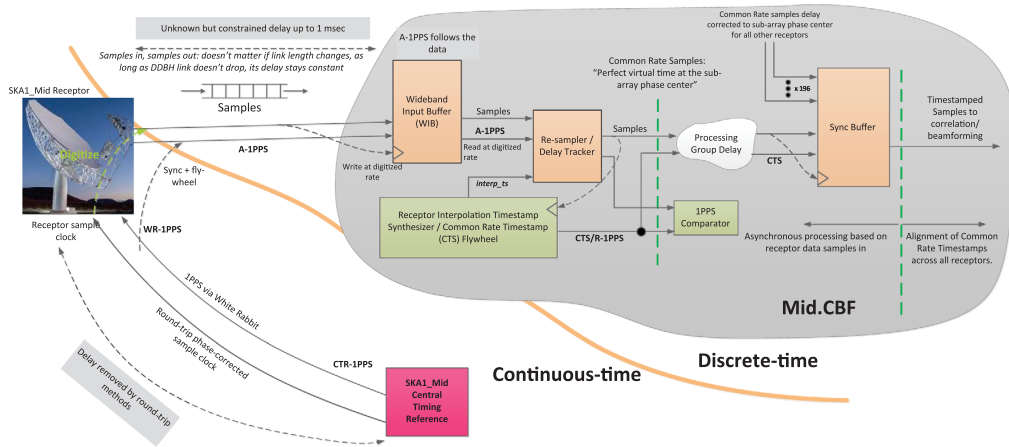 Unknown but constrained delay up to 1 msec
Samples in, samples out: doesn't matter if link length changes, as
long as DDBH link doesn't drop, its delay stays constant
Samples
SKA1_Mid Receptor
Digitize
A-1PPS
Sync + fly-
wheel
WR-1PPS
Receptor sample
clock
1PPS via White Rabbit
Round-trip phase-corrected
sample clock
CTR-1PPS
Delay removed by round-trip
methods
SKA1_Mid
Central
Timing
Reference
A-1PPS follows the
data
Wideband
Input Buffer
(WIB)
Write at digitized
rate
Samples
A-1PPS
Read at digitized
rate
interp_ts
Re-sampler /
Delay Tracker
Samples
Receptor Interpolation Timestamp
Synthesizer / Common Rate Timestamp
(CTS) Flywheel
CTS/R-1PPS
Common Rate Samples:
“Perfect virtual time at the sub-
array phase center”
Processing
Group Delay
CTS
1PPS
Comparator
Common Rate samples delay
corrected to sub-array phase center
for all other receptors
x 196
Sync Buffer
Timestamped
Samples to
correlation/
beamforming
Asynchronous processing based on
receptor data samples in
Alignment of Common
Rate Timestamps
across all receptors.
Mid.CBF
Discrete-time
Continuous-time